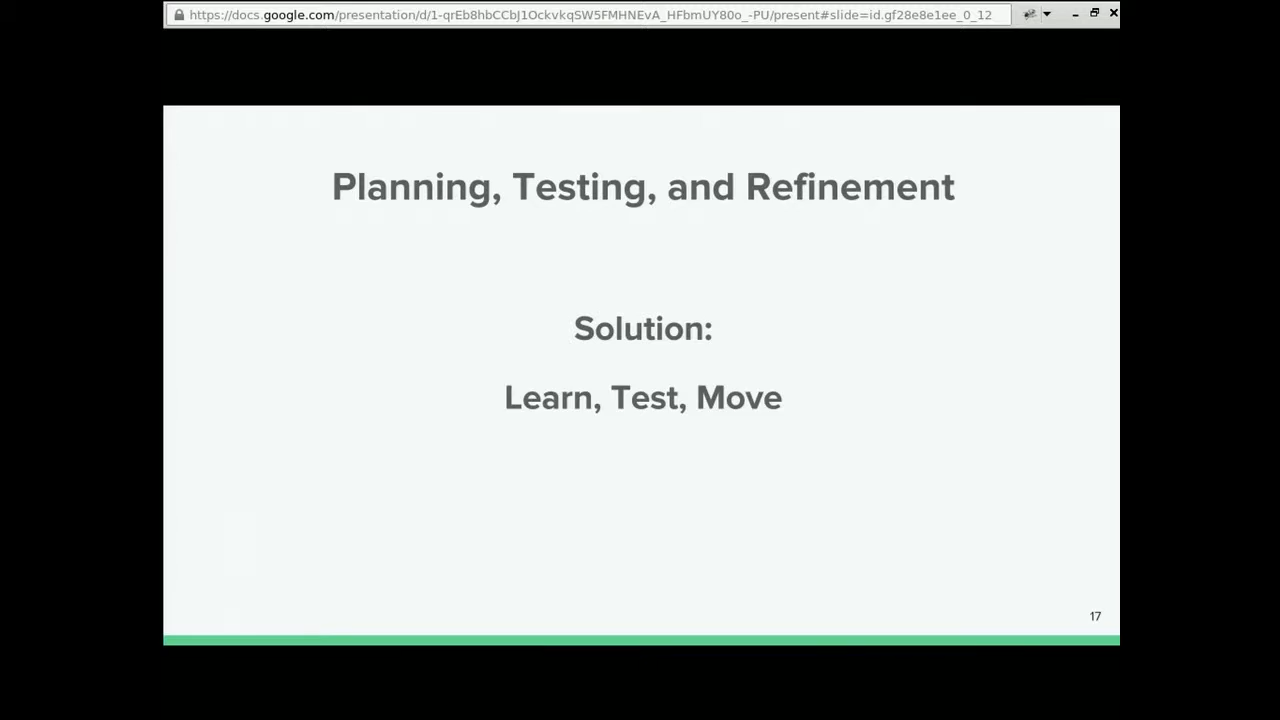 https://docs.google.com/presentation/d/1-qrEb8hbCCbJ1OckvkqSW5FMHNEvA_HFbmUY80o_-PU/present#slide=id.gf28e8e1ee_0_12
Planning, Testing, and Refinement
Solution:
Learn, Test, Move
17